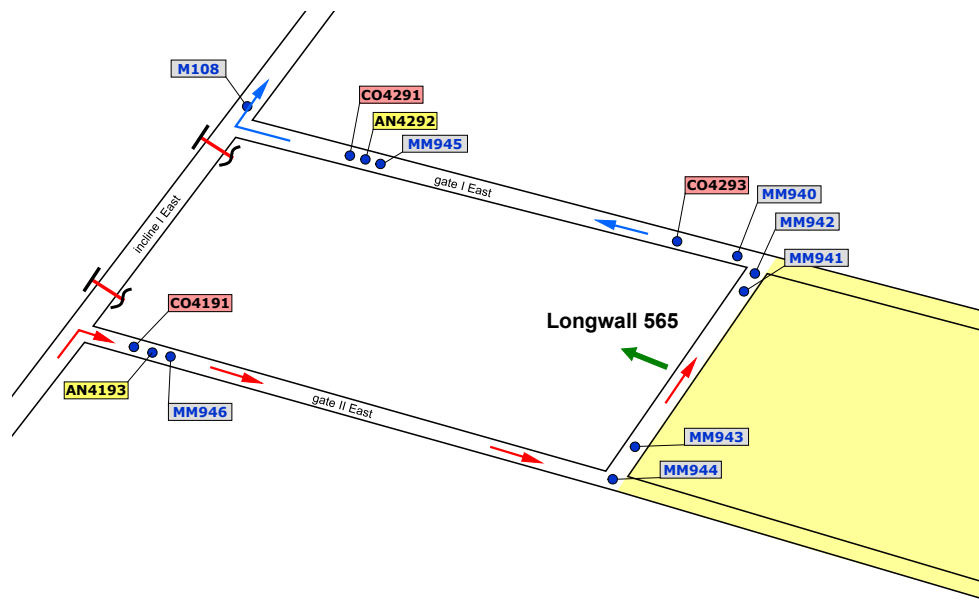 M108
CO4291
AN4292
MM945
gate I East
CO4293
MM940
MM942
MM941
incline I East
CO4191
Longwall 565
AN4193
MM946
gate II East
MM943
MM944